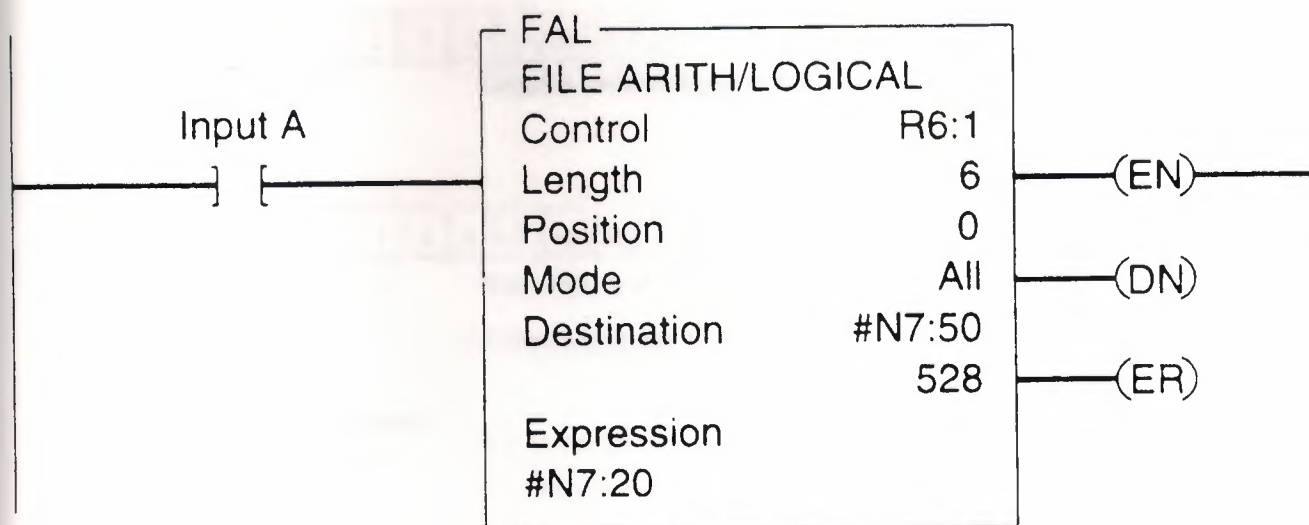 FAL
FILE ARITH/LOGICAL
Input A
Control R6:1
Length 6 (EN)
Position 0
Mode All (DN)
Destination #N7:50
528 (ER)
Expression
#N7:20